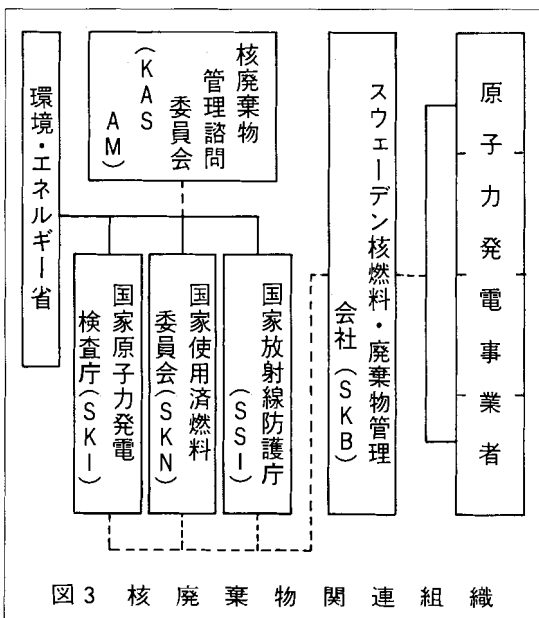 環境・エネルギー省
核廃棄物
管理諮問
委員会
(KAS
AM)
国家原子力発電
検査庁(SKI)
国家使用済燃料
委員会(SKN)
国家放射線防護庁
(SSI)
スウェーデン核燃料・廃棄物管理
会社(SKB)
原子力発電事業者
図3 核廃棄物関連組織